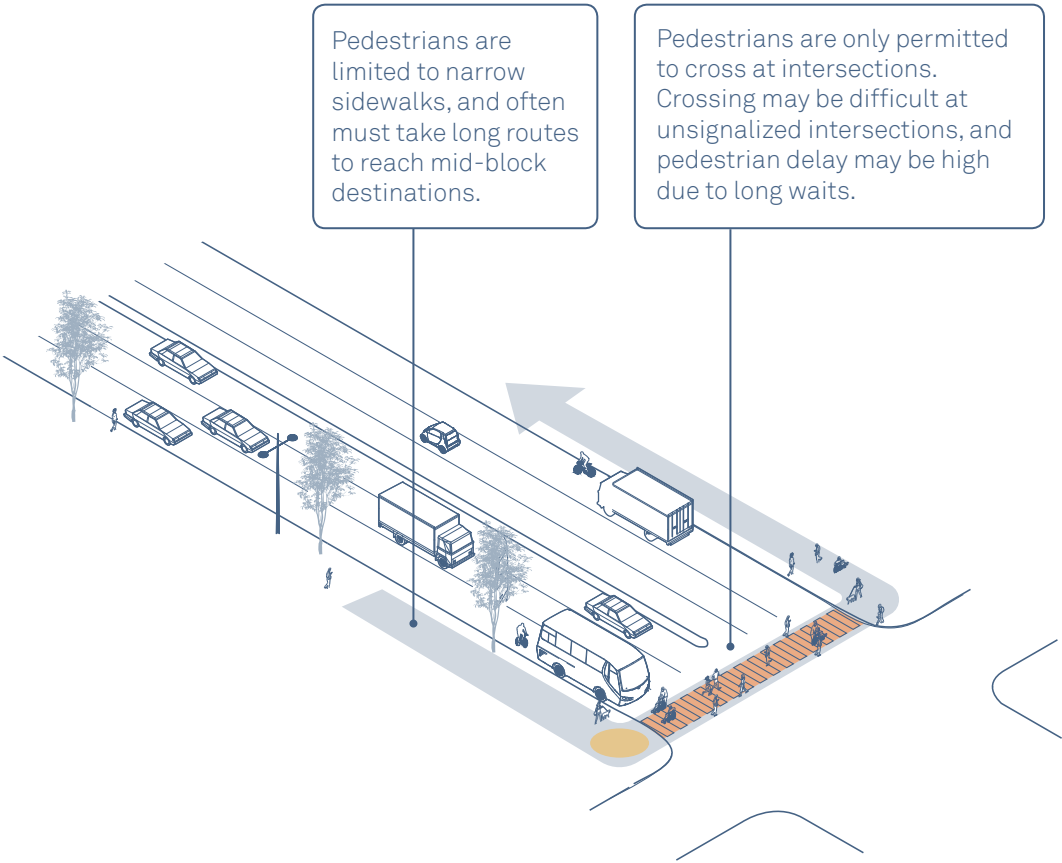 Pedestrians are
limited to narrow
sidewalks, and often
must take long routes
to reach mid-block
destinations.
Pedestrians are only permitted
to cross at intersections.
Crossing may be difficult at
unsignalized intersections, and
pedestrian delay may be high
due to long waits.